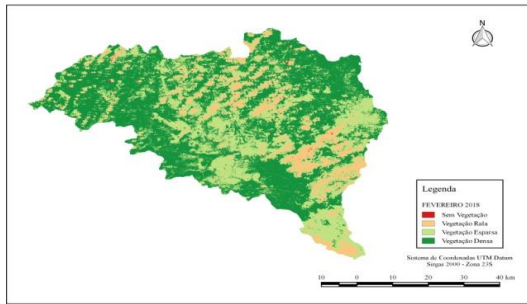 N
Legenda
FEVEREIRO 2018
Sem Vegetação
Vegetação Rala
Vegetação Esparsa
Vegetação Densa
Sistema de Coordenadas UTM Datum
Sirgas 2000 - Zona 23S
10 0 10 20 30 40 km